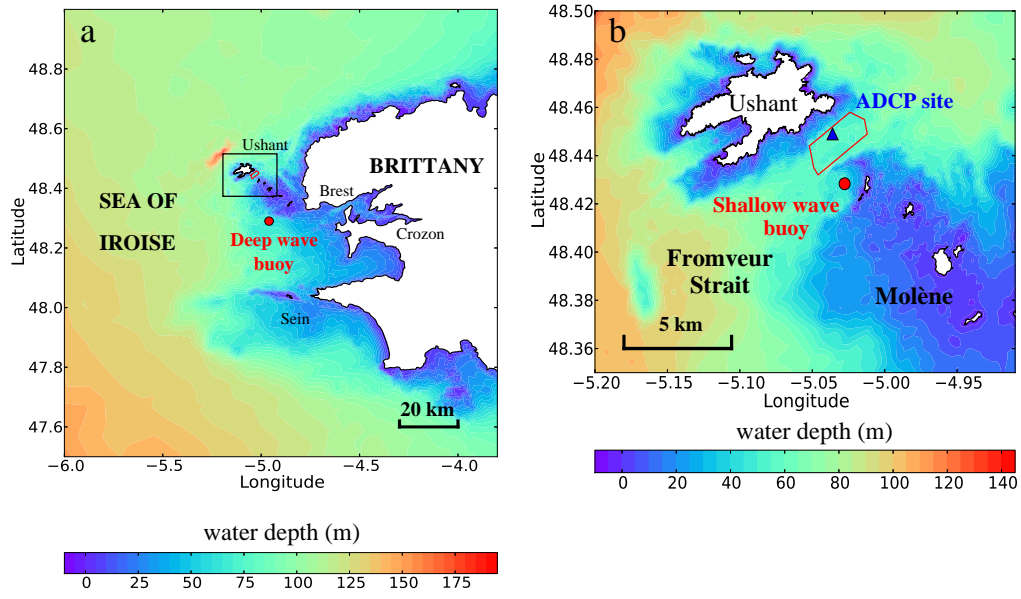 a
48.8
48.6
48.4
48.2
48.0
47.8
47.6
Latitude
Ushant
BRITTANY
Brest
SEA OF
IROISE
Crozon
Deep wave
buoy
Sein
20 km
−6.0 −5.5 −5.0 −4.5 −4.0
Longitude
water depth (m)
0 25 50 75 100 125 150 175
b
48.50
48.48
48.46
48.44
48.42
48.40
48.38
48.36
Latitude
Ushant
ADCP site
Shallow wave
buoy
Fromveur
Strait
Molène
5 km
−5.20 −5.15 −5.10 −5.05 −5.00 −4.95
Longitude
water depth (m)
0 20 40 60 80 100 120 140